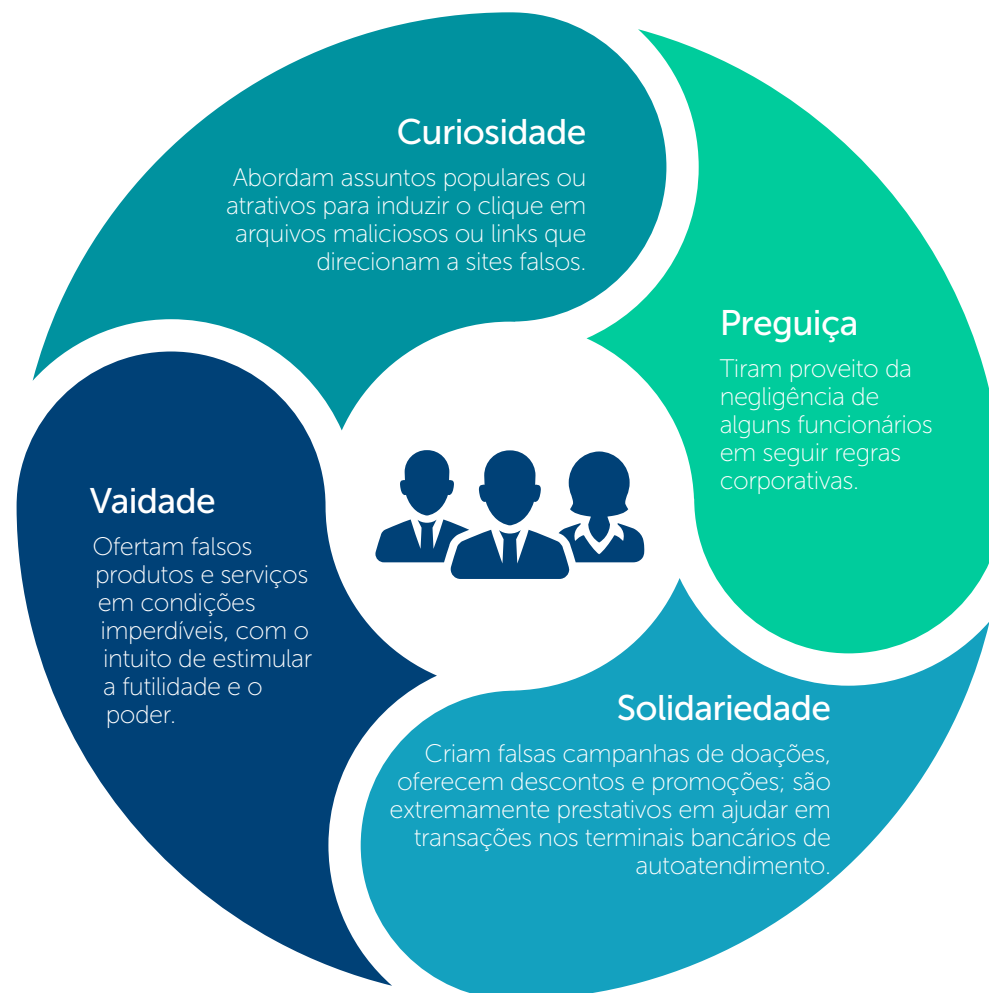 Curiosidade
Abordam assuntos populares ou
atrativos para induzir o clique em
arquivos maliciosos ou links que
direcionam a sites falsos.
Preguiça
Tiram proveito da
negligência de
alguns funcionários
em seguir regras
corporativas.
Vaidade
Ofertam falsos
produtos e serviços
em condições
imperdíveis, com o
intuito de estimular
a futilidade e o
poder.
Solidariedade
Criam falsas campanhas de doações,
oferecem descontos e promoções; são
extremamente prestativos em ajudar em
transações nos terminais bancários de
autoatendimento.